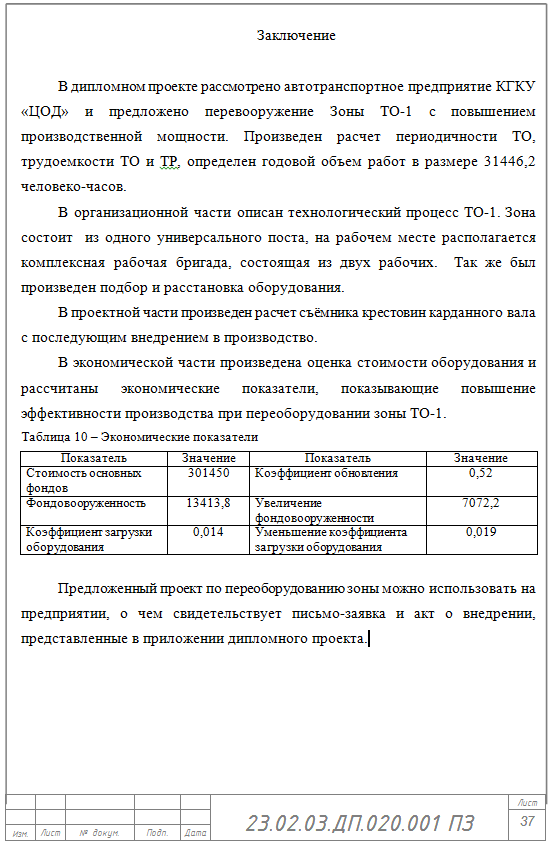 Заключение
В дипломном проекте рассмотрено автотранспортное предприятие КГКУ
«ЦОД» и предложено перевооружение Зоны ТО-1 с повышением
производственной мощности. Произведен расчет периодичности ТО,
трудоемкости ТО и ТР, определен годовой объем работ в размере 31446,2
человеко-часов.
В организационной части описан технологический процесс ТО-1. Зона
состоит из одного универсального поста, на рабочем месте располагается
комплексная рабочая бригада, состоящая из двух рабочих. Так же был
произведен подбор и расстановка оборудования.
В проектной части произведен расчет съёмника крестовин карданного вала
с последующим внедрением в производство.
В экономической части произведена оценка стоимости оборудования и
рассчитаны экономические показатели, показывающие повышение
эффективности производства при переоборудовании зоны ТО-1.
Таблица 10 – Экономические показатели
Показатель Значение Показатель Значение
Стоимость основных 301450 Коэффициент обновления 0,52
фондов
Фондовооруженность 13413,8 Увеличение 7072,2
фондовооруженности
Коэффициент загрузки 0,014 Уменьшение коэффициента 0,019
оборудования загрузки оборудования
Предложенный проект по переоборудованию зоны можно использовать на
предприятии, о чем свидетельствует письмо-заявка и акт о внедрении,
представленные в приложении дипломного проекта.
23.02.03.ДП.020.001 ПЗ
Лист
37
Изм. Лист № докум. Подп. Дата